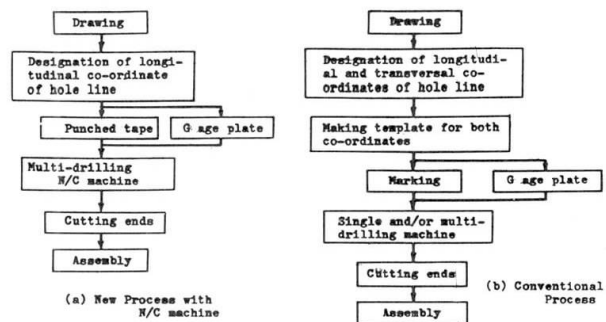 Drawing
Designation of longi-
tudinal co-ordinate
of hole line
Punched tape
G age plate
Multi-drilling
N/C machine
Cutting ends
Assembly
(a) New Process with
N/C machine
Drawing
Designation of longitudi-
al and transversal co-
ordinates of hole line
Making template for both
co-ordinates
Marking
G age plate
Single and/or multi-
drilling machine
Cutting ends
Assembly
(b) Conventional
Process